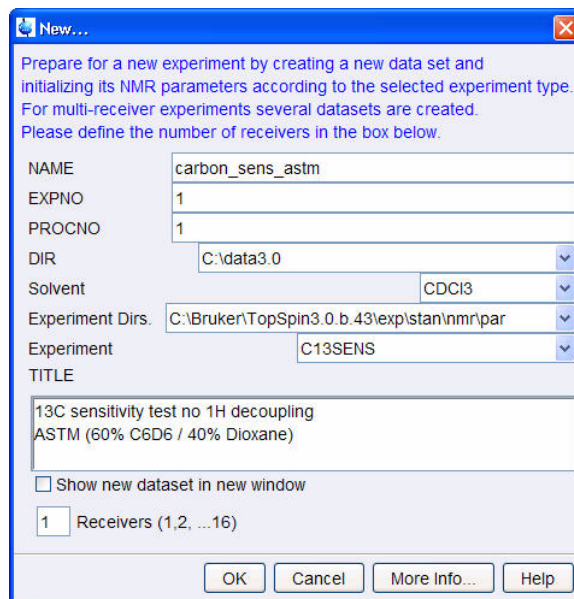 New...
Prepare for a new experiment by creating a new data set and
initializing its NMR parameters according to the selected experiment type.
For multi-receiver experiments several datasets are created.
Please define the number of receivers in the box below.
NAME carbon_sens_astm
EXPNO 1
PROCNO 1
DIR C:\data3.0
Solvent CDCl3
Experiment Dirs. C:\Bruker\TopSpin3.0.b.43\exp\stan\nmr\par
Experiment C13SENS
TITLE
13C sensitivity test no 1H decoupling
ASTM (60% C6D6 / 40% Dioxane)
Show new dataset in new window
1 Receivers (1,2, ...16)
OK Cancel More Info... Help